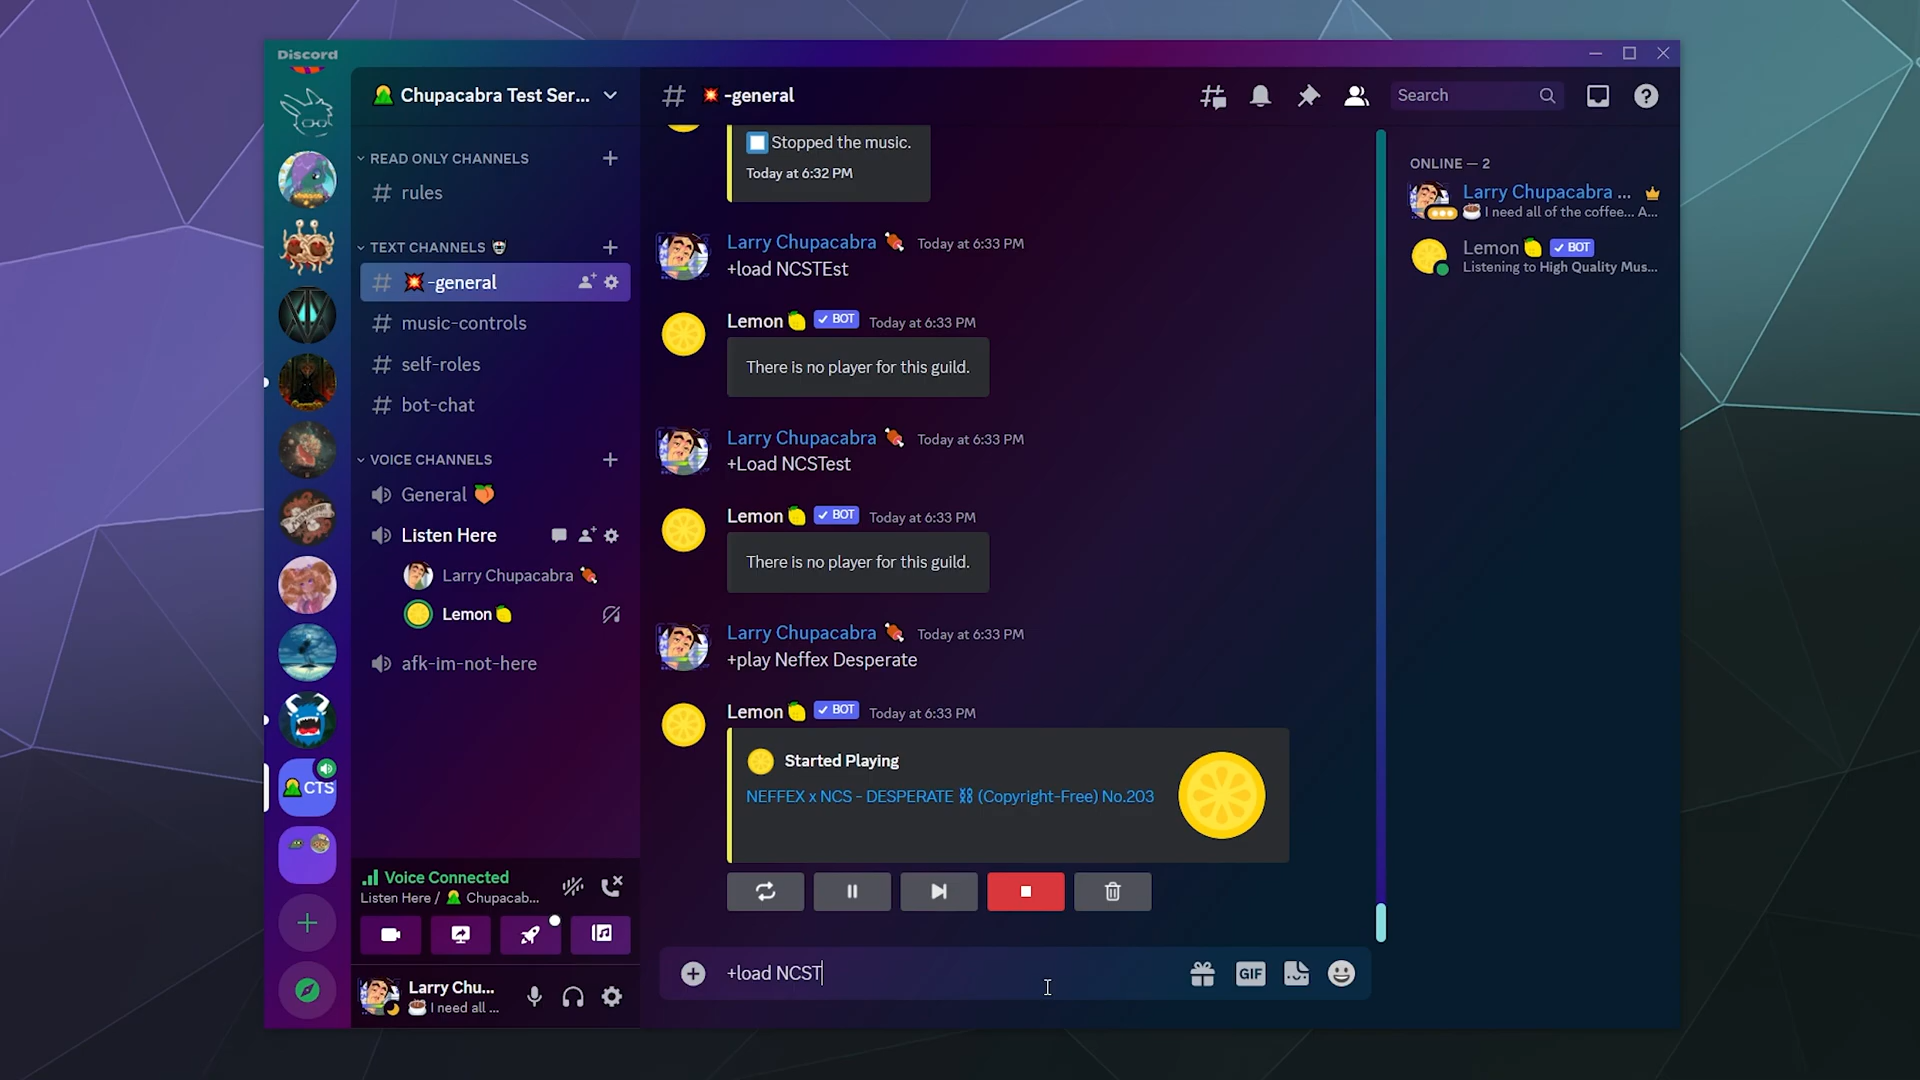 Discord
Chupacabra Test Ser...
READ ONLY CHANNELS
rules
TEXT CHANNELS
-general
music-controls
self-roles
bot-chat
VOICE CHANNELS
General 🍑
Listen Here
Larry Chupacabra 🍖
Lemon 🍋
afk-im-not-here
CTS
Voice Connected
Listen Here / Chupacab...
Larry Chu...
☕ I need all ...
# 💥 -general
Search
Stopped the music.
Today at 6:32 PM
Larry Chupacabra 🍖 Today at 6:33 PM
+load NCSTEst
Lemon 🍋 ✓ BOT Today at 6:33 PM
There is no player for this guild.
Larry Chupacabra 🍖 Today at 6:33 PM
+Load NCSTest
Lemon 🍋 ✓ BOT Today at 6:33 PM
There is no player for this guild.
Larry Chupacabra 🍖 Today at 6:33 PM
+play Neffex Desperate
Lemon 🍋 ✓ BOT Today at 6:33 PM
Started Playing
NEFFEX x NCS - DESPERATE ⛓ (Copyright-Free) No.203
+load NCST
GIF
ONLINE — 2
Larry Chupacabra ...
☕ I need all of the coffee... A...
Lemon 🍋 ✓ BOT
Listening to High Quality Mus...